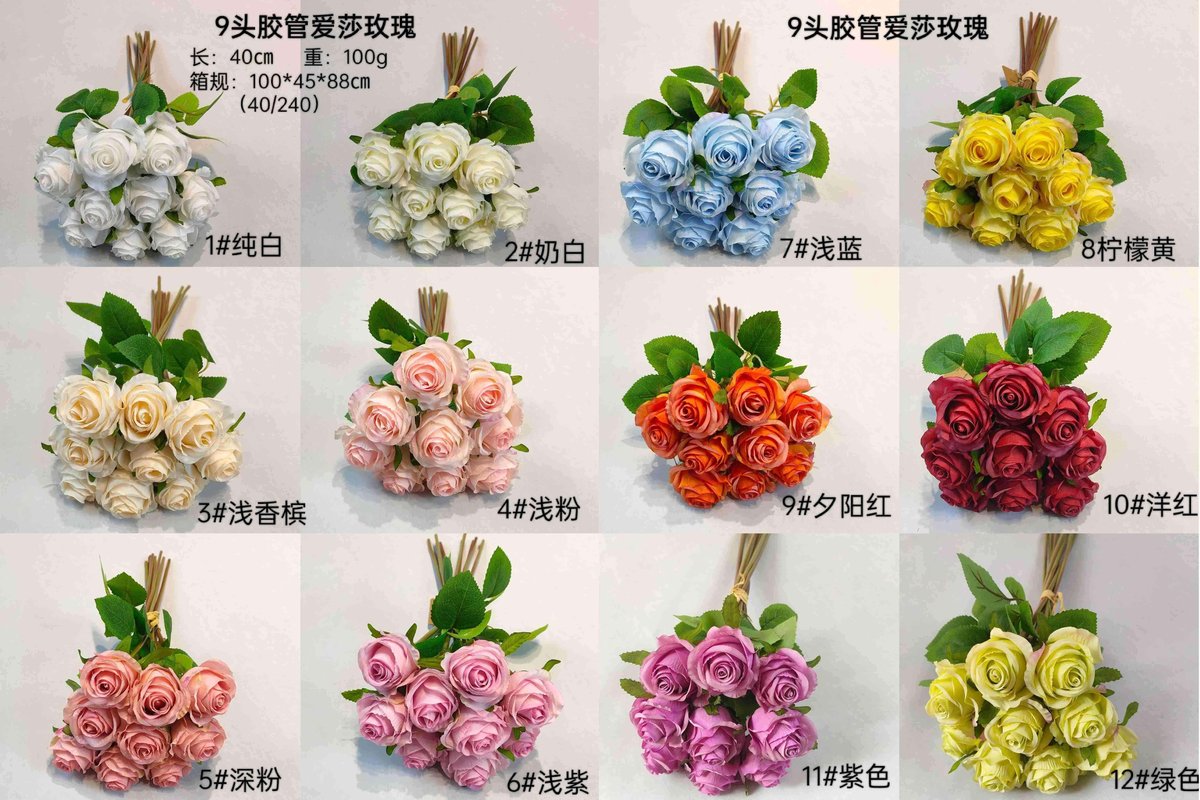 9头胶管爱莎玫瑰
长：40㎝ 重：100g
箱规：100*45*88㎝
（40/240）
1#纯白
2#奶白
9头胶管爱莎玫瑰
7#浅蓝
8柠檬黄
3#浅香槟
4#浅粉
9#夕阳红
10#洋红
5#深粉
6#浅紫
11#紫色
12#绿色